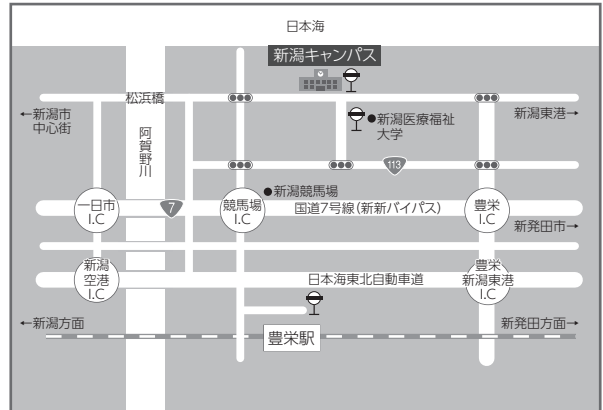 日本海
新潟キャンパス
松浜橋
←新潟市
中心街
新潟東港→
阿賀野川
●新潟医療福祉
大学
113
●新潟競馬場
一日市
I.C
7
競馬場
I.C
国道7号線(新新バイパス)
豊栄
I.C
新発田市→
新潟
空港
I.C
日本海東北自動車道
豊栄
新潟東港
I.C
←新潟方面
新発田方面→
豊栄駅